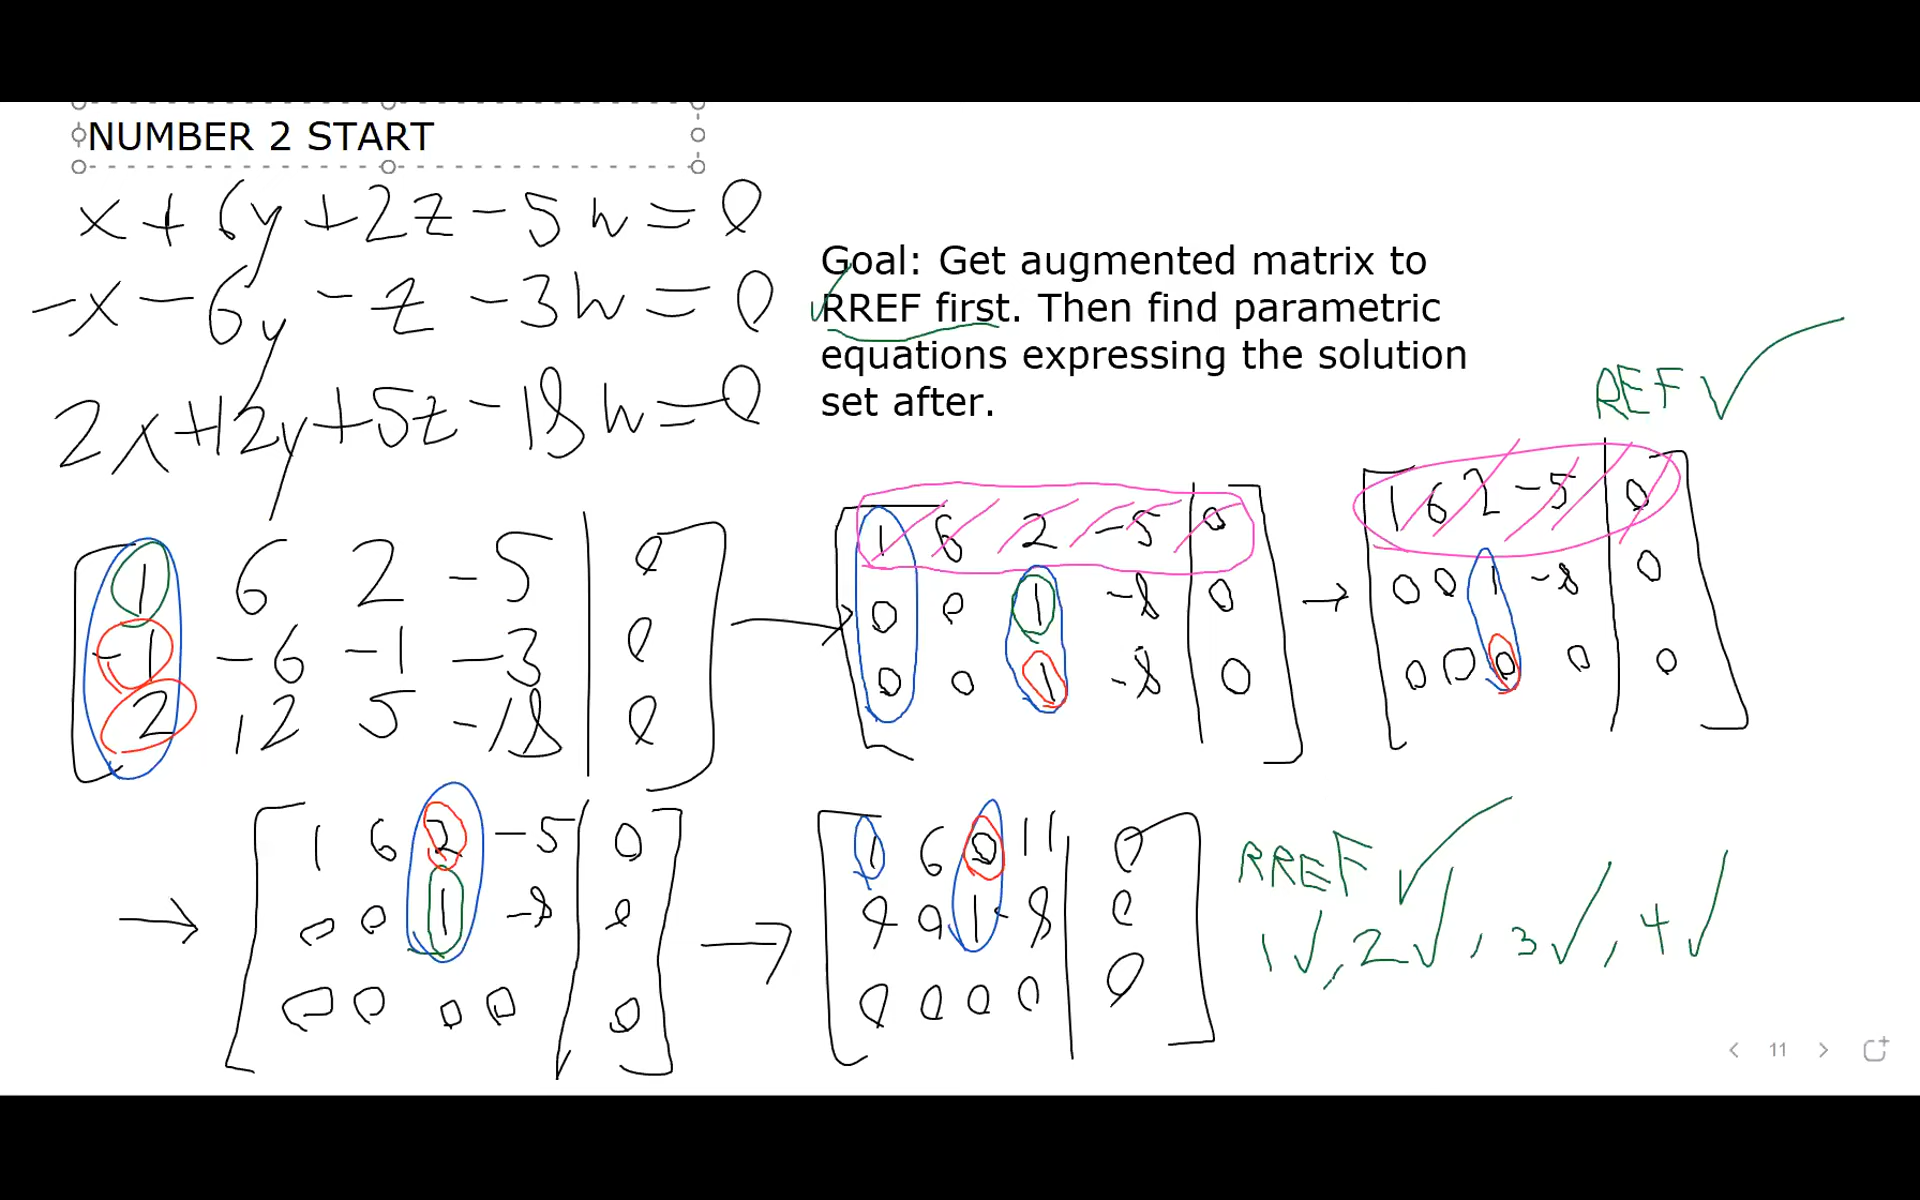 NUMBER 2 START
x + 6y + 2z - 5w = 0
-x - 6y - z - 3w = 0
2x + 12y + 5z - 18w = 0
Goal: Get augmented matrix to
RREF first. Then find parametric
equations expressing the solution
set after.
REF ✓
1 6 2 -5 | 0
-1 -6 -1 -3 | 0
2 12 5 -18 | 0
→
1 6 2 -5 | 0
0 0 1 -8 | 0
0 0 1 -8 | 0
→
1 6 2 -5 | 0
0 0 1 -8 | 0
0 0 0 0 | 0
→
1 6 2 -5 | 0
0 0 1 -8 | 0
0 0 0 0 | 0
→
1 6 0 11 | 0
0 0 1 -8 | 0
0 0 0 0 | 0
RREF ✓
1 ✓, 2 ✓, 3 ✓, 4 ✓
< 11 >